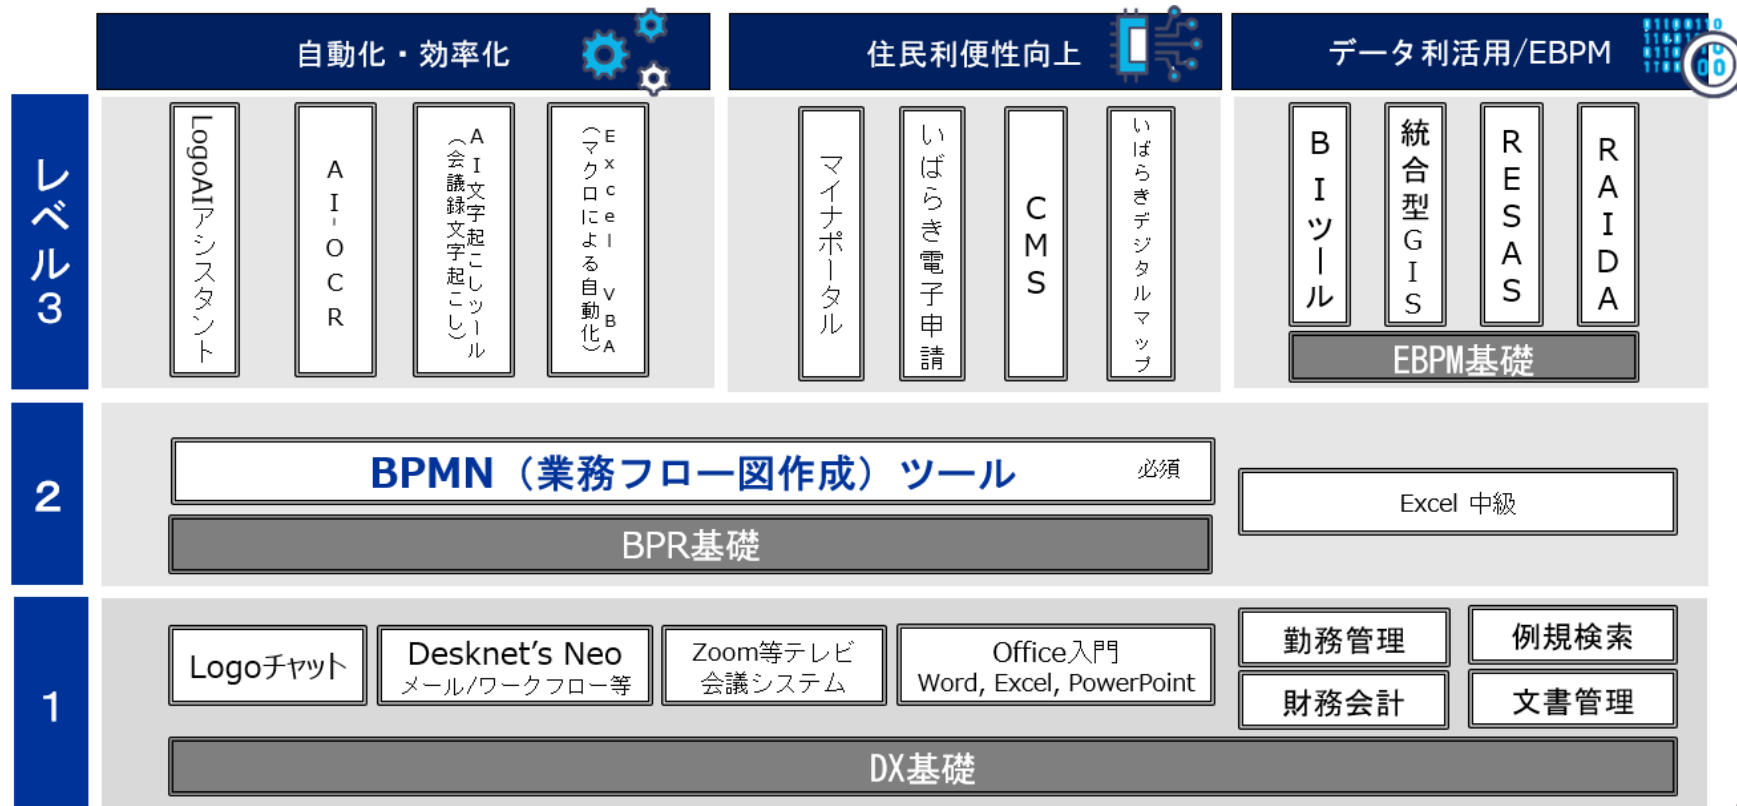 自動化・効率化
住民利便性向上
データ利活用/EBPM
レベル3
LogoAIアシスタント
AI-OCR
AI文字起こしツール
（会議録文字起こし）
Excel VBA
（マクロによる自動化）
マイナポータル
いばらき電子申請
CMS
いばらきデジタルマップ
BIツール
統合型GIS
RESAS
RAIDA
EBPM基礎
2
BPMN（業務フロー図作成）ツール
必須
BPR基礎
Excel 中級
1
Logoチャット
Desknet's Neo
メール/ワークフロー等
Zoom等テレビ
会議システム
Office入門
Word, Excel, PowerPoint
勤務管理
例規検索
財務会計
文書管理
DX基礎